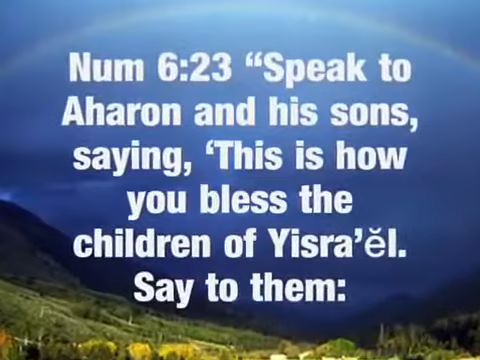 Num 6:23 “Speak to
Aharon and his sons,
saying, ‘This is how
you bless the
children of Yisra’ĕl.
Say to them: